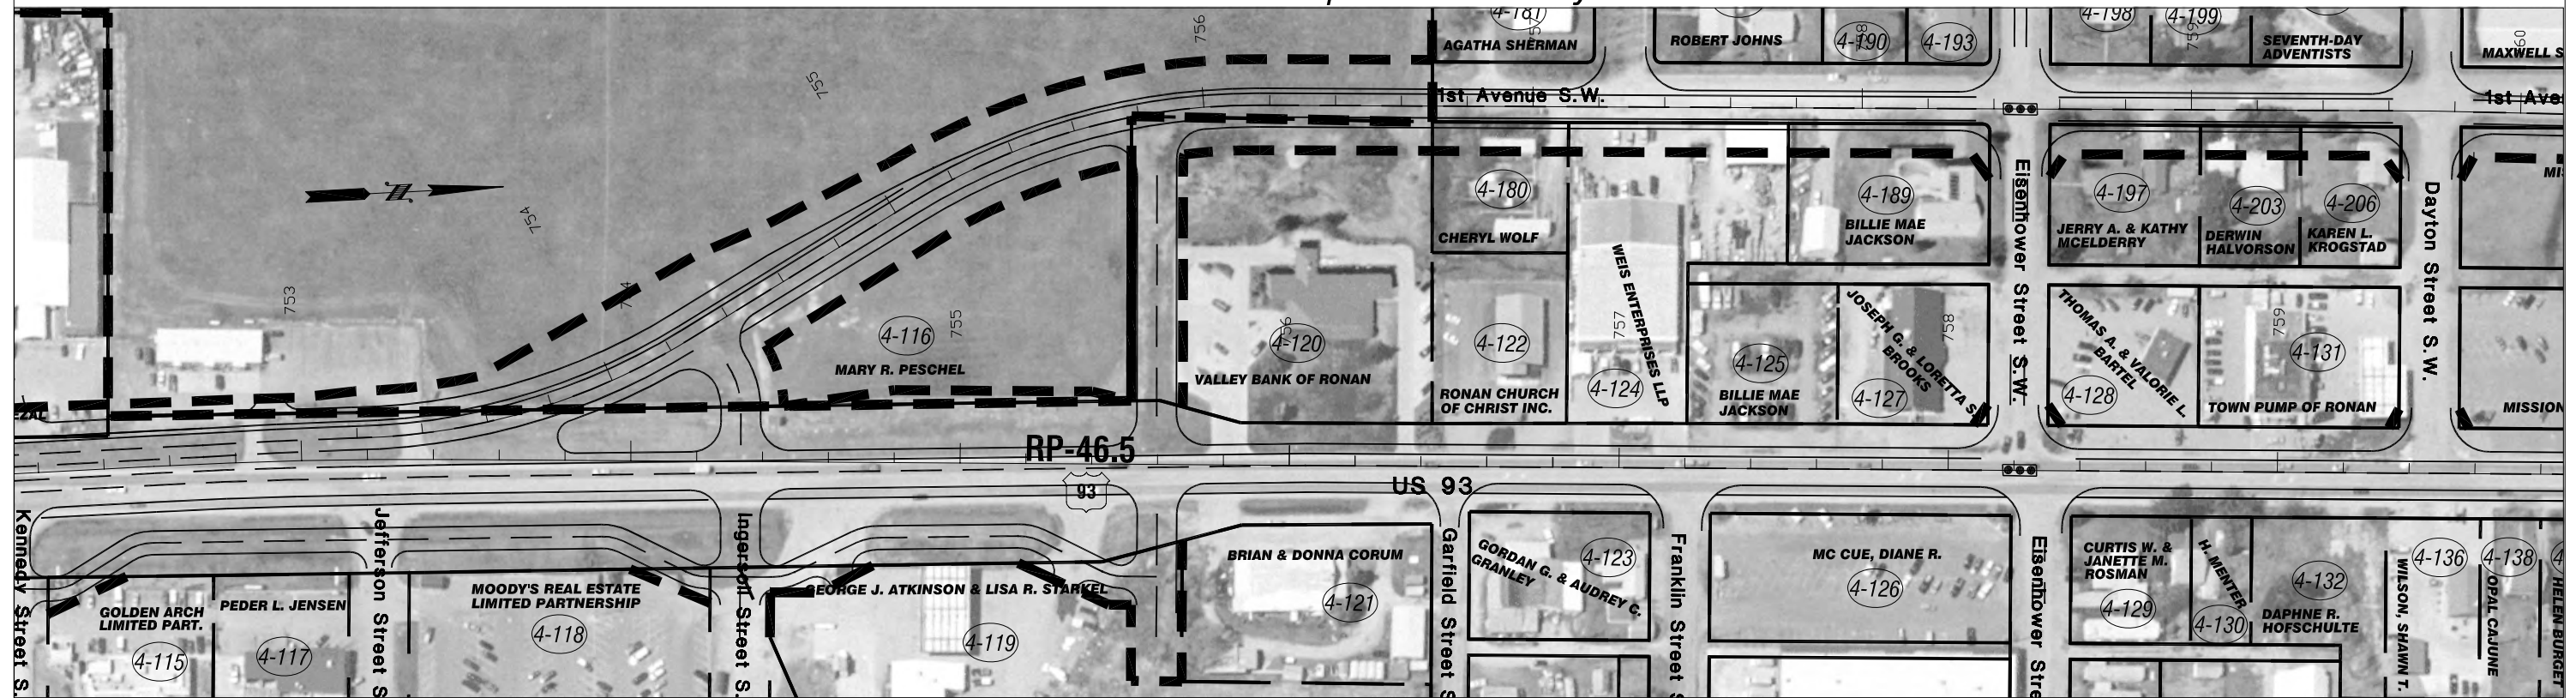 4-181
AGATHA SHERMAN
ROBERT JOHNS
4-190
4-193
4-198
4-199
SEVENTH-DAY
ADVENTISTS
MAXWELL S
756
755
754
753
1st Avenue S.W.
1st Ave
4-180
CHERYL WOLF
4-189
BILLIE MAE
JACKSON
4-197
JERRY A. & KATHY
MCELDERRY
4-203
DERWIN
HALVORSON
4-206
KAREN L.
KROGSTAD
MI
Eisenhower Street S.W.
Dayton Street S.W.
4-116
MARY R. PESCHEL
755
4-120
VALLEY BANK OF RONAN
4-122
RONAN CHURCH
OF CHRIST INC.
757
WEIS ENTERPRISES LLP
4-124
4-125
BILLIE MAE
JACKSON
758
JOSEPH G. & LORETTA S.
BROOKS
4-127
THOMAS A. & VALORIE L.
BARTEL
4-128
759
4-131
TOWN PUMP OF RONAN
MISSION
RP-46.5
93
US 93
Kennedy Street S.
Jefferson Street S
Ingersoll Street S.
Garfield Street S
Franklin Street S
Eisenhower Stre
GOLDEN ARCH
LIMITED PART.
4-115
PEDER L. JENSEN
4-117
MOODY'S REAL ESTATE
LIMITED PARTNERSHIP
4-118
GEORGE J. ATKINSON & LISA R. STARKEL
4-119
BRIAN & DONNA CORUM
4-121
GORDAN G. & AUDREY C.
GRANLEY
4-123
MC CUE, DIANE R.
4-126
CURTIS W. &
JANETTE M.
ROSMAN
4-129
H. MENTER
4-130
4-132
DAPHNE R.
HOFSCHULTE
4-136
WILSON, SHAWN T.
4-138
OPAL CAJUNE
HELEN BURGET